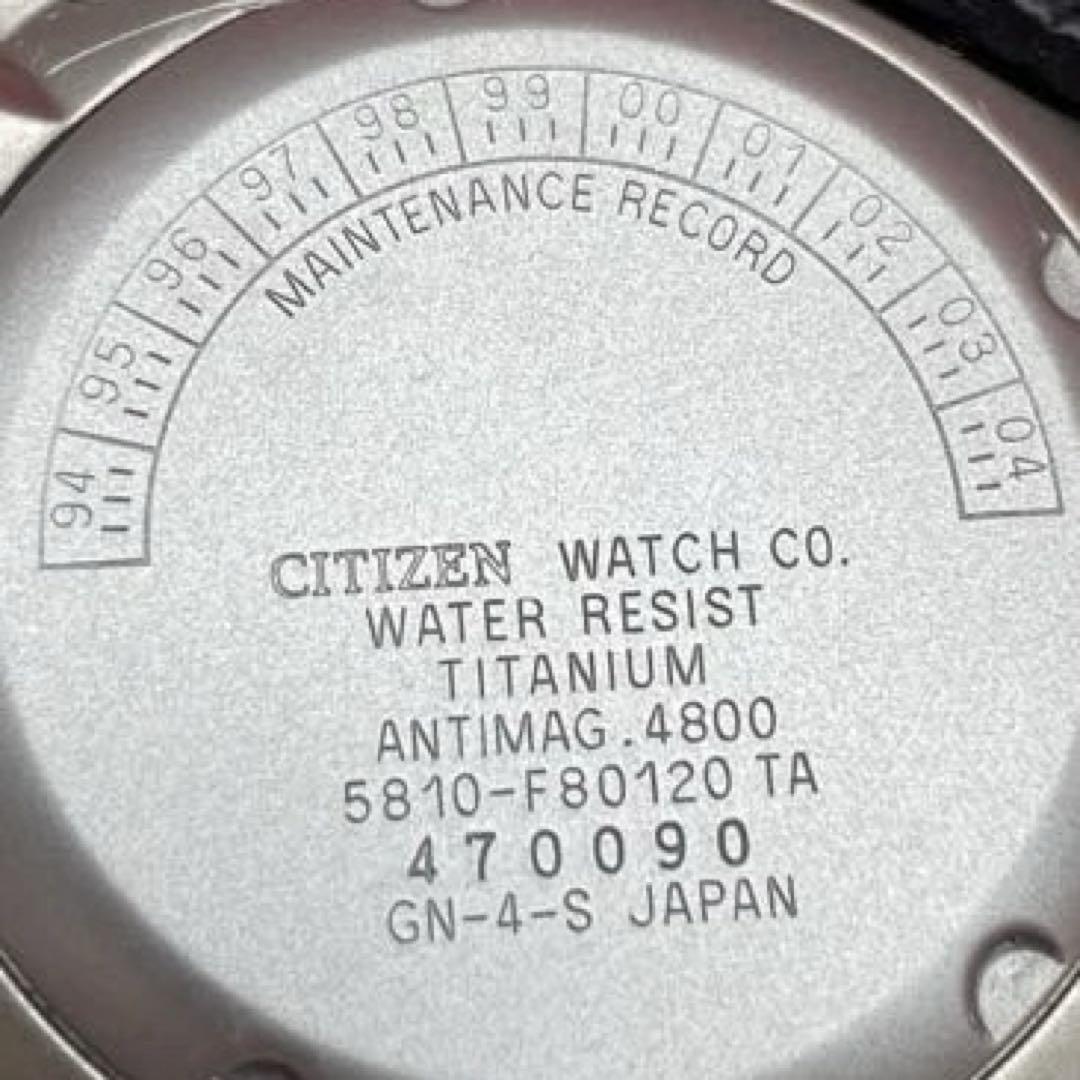 94 95 96 97 98 99 00 01 02 03 04
MAINTENANCE RECORD
CITIZEN WATCH CO.
WATER RESIST
TITANIUM
ANTIMAG.4800
5810-F80120 TA
470090
GN-4-S JAPAN